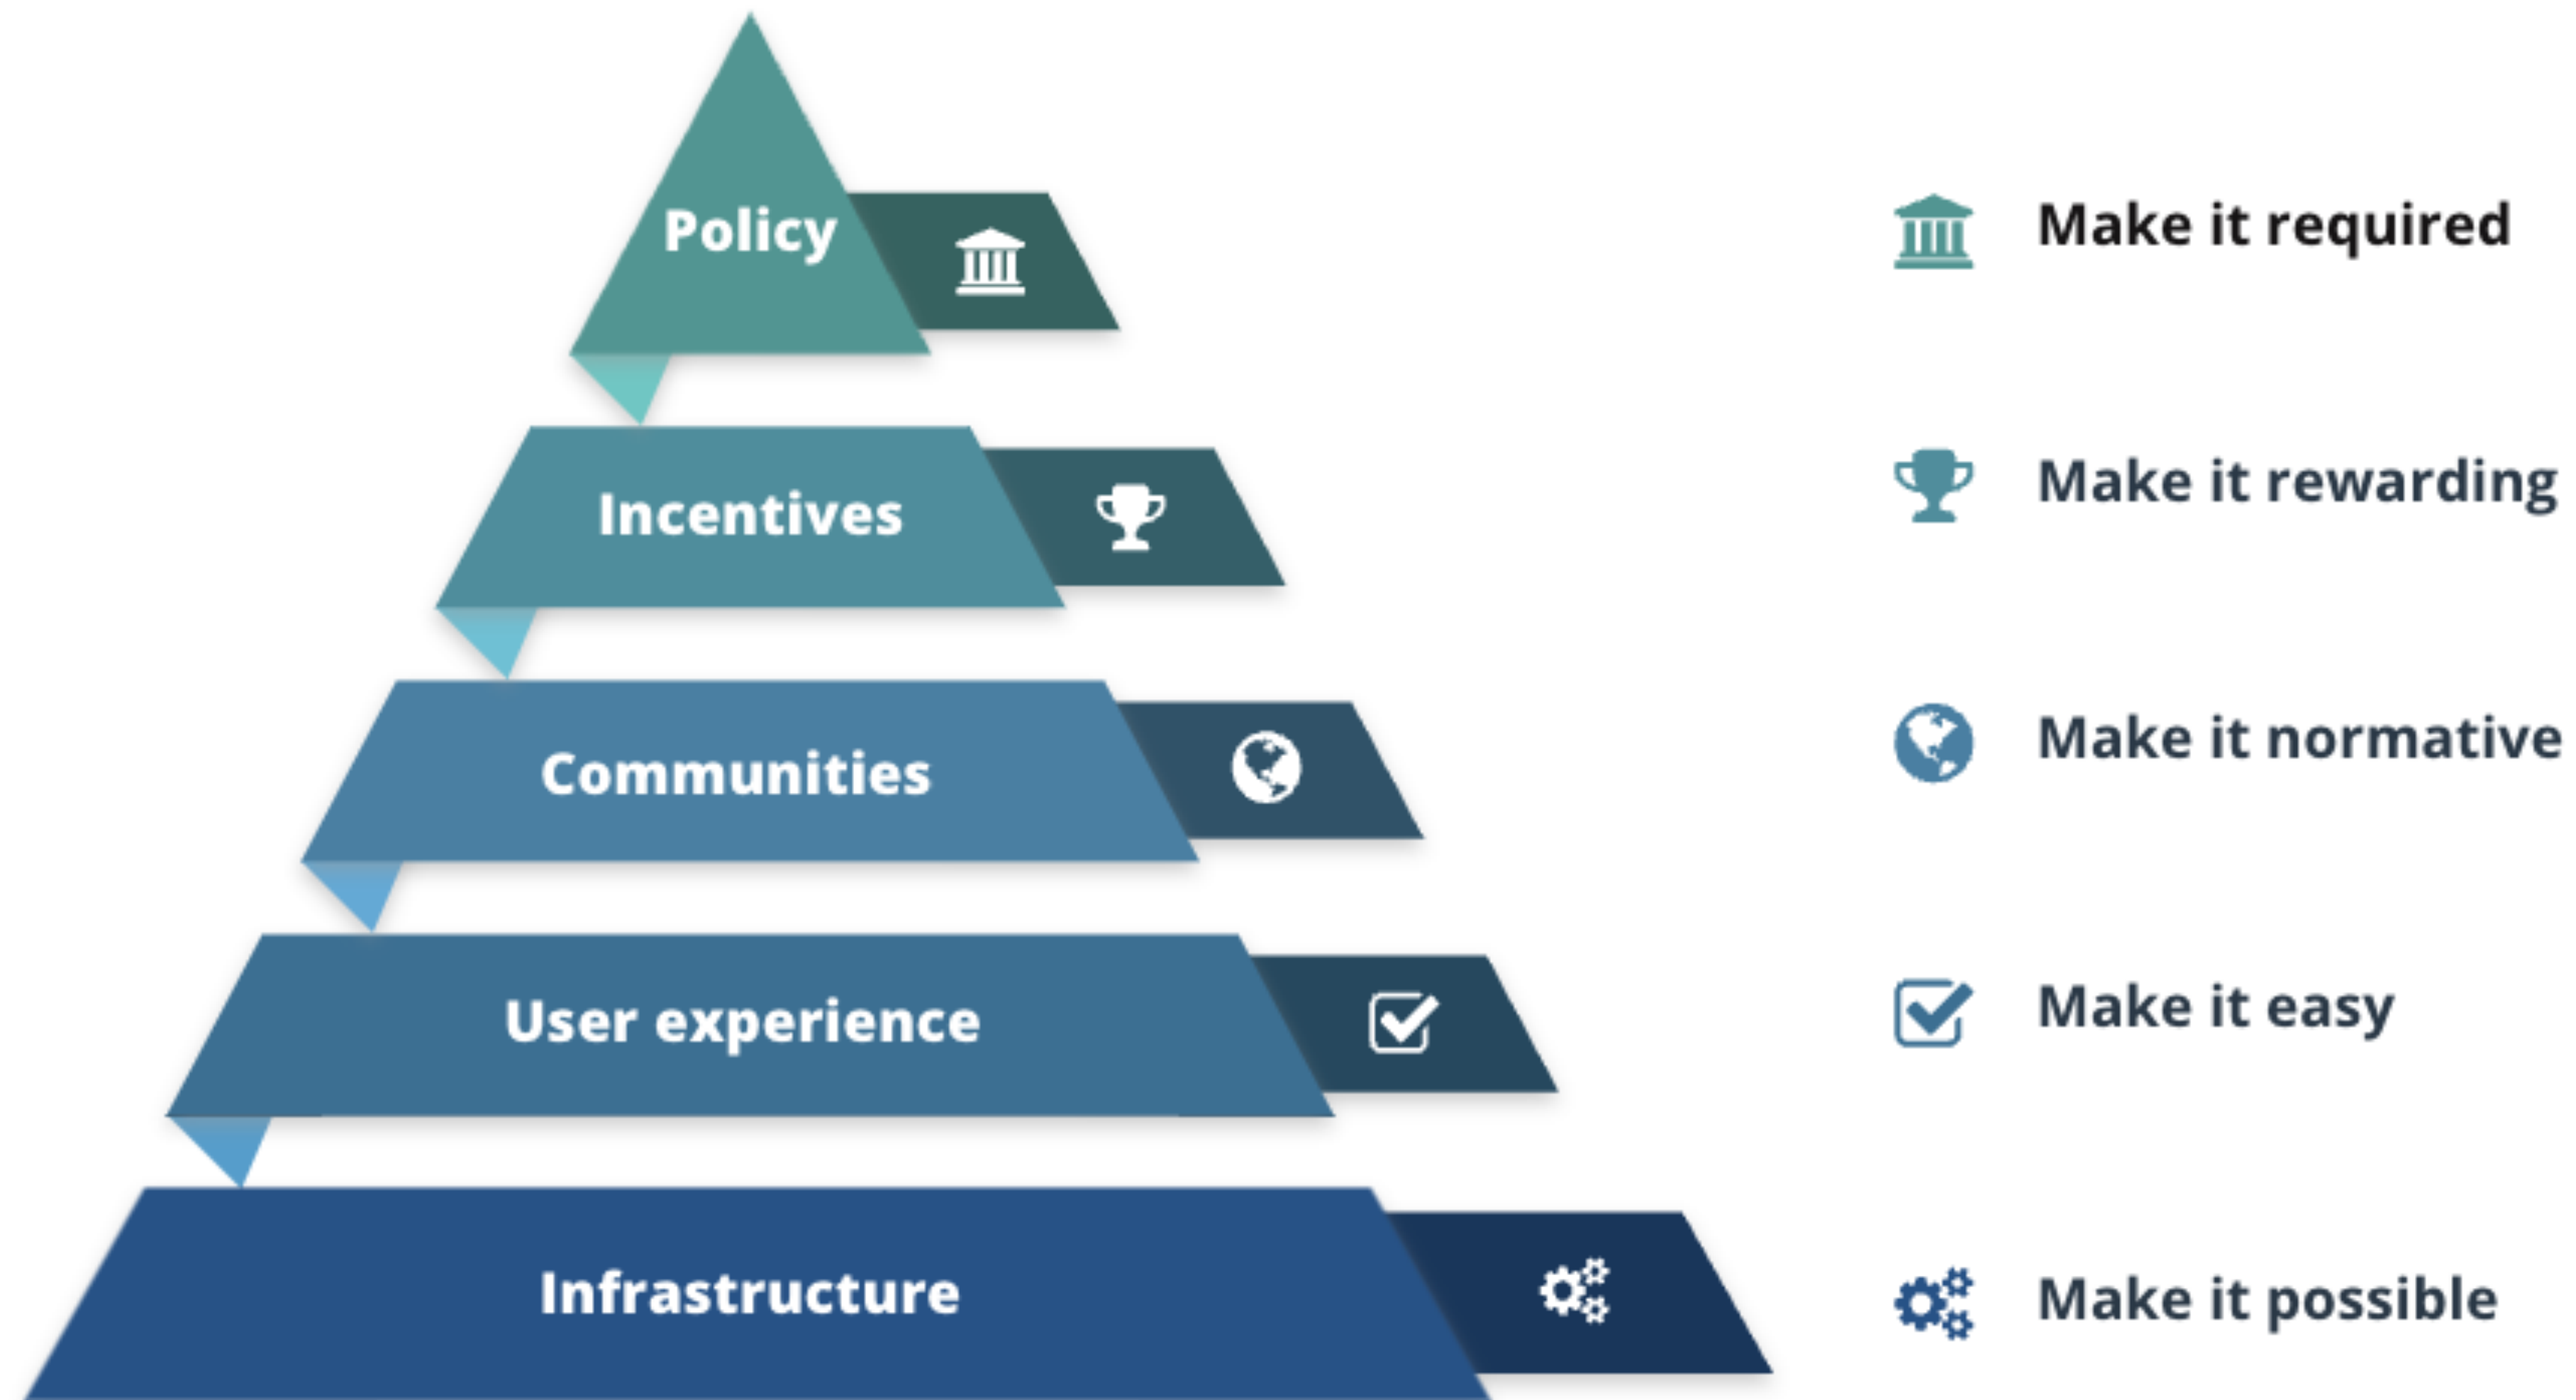 Policy
Make it required
Incentives
Make it rewarding
Communities
Make it normative
User experience
Make it easy
Infrastructure
Make it possible